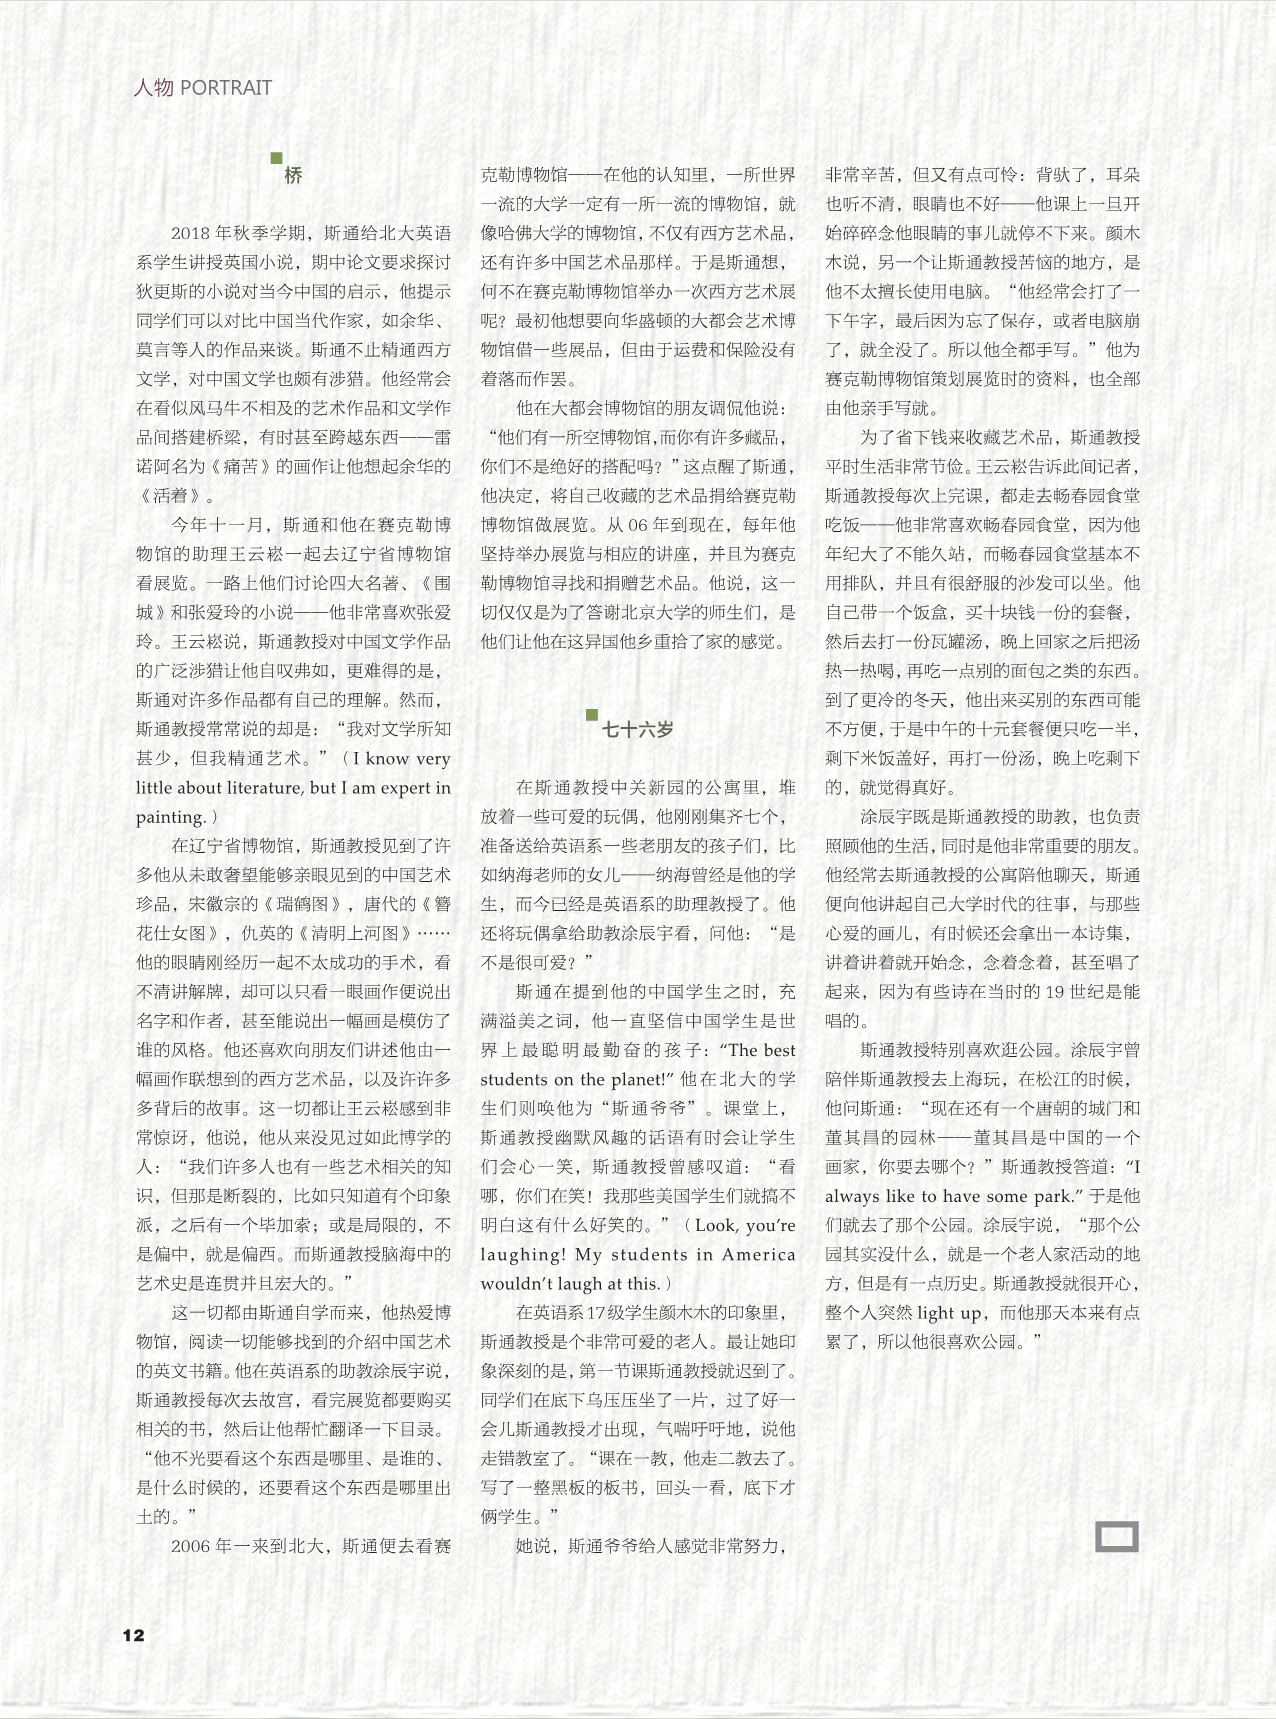 人物 PORTRAIT
桥
2018 年秋季学期，斯通给北大英语
系学生讲授英国小说，期中论文要求探讨
狄更斯的小说对当今中国的启示，他提示
同学们可以对比中国当代作家，如余华、
莫言等人的作品来谈。斯通不止精通西方
文学，对中国文学也颇有涉猎。他经常会
在看似风马牛不相及的艺术作品和文学作
品间搭建桥梁，有时甚至跨越东西——雷
诺阿名为《痛苦》的画作让他想起余华的
《活着》。
今年十一月，斯通和他在赛克勒博
物馆的助理王云崧一起去辽宁省博物馆
看展览。一路上他们讨论四大名著、《围
城》和张爱玲的小说——他非常喜欢张爱
玲。王云崧说，斯通教授对中国文学作品
的广泛涉猎让他自叹弗如，更难得的是，
斯通对许多作品都有自己的理解。然而，
斯通教授常常说的却是：“我对文学所知
甚少，但我精通艺术。”（I know very
little about literature, but I am expert in
painting.）
在辽宁省博物馆，斯通教授见到了许
多他从未敢奢望能够亲眼见到的中国艺术
珍品，宋徽宗的《瑞鹤图》，唐代的《簪
花仕女图》，仇英的《清明上河图》……
他的眼睛刚经历一起不太成功的手术，看
不清讲解牌，却可以只看一眼画作便说出
名字和作者，甚至能说出一幅画是模仿了
谁的风格。他还喜欢向朋友们讲述他由一
幅画作联想到的西方艺术品，以及许许多
多背后的故事。这一切都让王云崧感到非
常惊讶，他说，他从来没见过如此博学的
人：“我们许多人也有一些艺术相关的知
识，但那是断裂的，比如只知道有个印象
派，之后有一个毕加索；或是局限的，不
是偏中，就是偏西。而斯通教授脑海中的
艺术史是连贯并且宏大的。”
这一切都由斯通自学而来，他热爱博
物馆，阅读一切能够找到的介绍中国艺术
的英文书籍。他在英语系的助教涂辰宇说，
斯通教授每次去故宫，看完展览都要购买
相关的书，然后让他帮忙翻译一下目录。
“他不光要看这个东西是哪里、是谁的、
是什么时候的，还要看这个东西是哪里出
土的。”
2006 年一来到北大，斯通便去看赛
克勒博物馆——在他的认知里，一所世界
一流的大学一定有一所一流的博物馆，就
像哈佛大学的博物馆，不仅有西方艺术品，
还有许多中国艺术品那样。于是斯通想，
何不在赛克勒博物馆举办一次西方艺术展
呢？最初他想要向华盛顿的大都会艺术博
物馆借一些展品，但由于运费和保险没有
着落而作罢。
他在大都会博物馆的朋友调侃他说：
“他们有一所空博物馆，而你有许多藏品，
你们不是绝好的搭配吗？”这点醒了斯通，
他决定，将自己收藏的艺术品捐给赛克勒
博物馆做展览。从 06 年到现在，每年他
坚持举办展览与相应的讲座，并且为赛克
勒博物馆寻找和捐赠艺术品。他说，这一
切仅仅是为了答谢北京大学的师生们，是
他们让他在这异国他乡重拾了家的感觉。
七十六岁
在斯通教授中关新园的公寓里，堆
放着一些可爱的玩偶，他刚刚集齐七个，
准备送给英语系一些老朋友的孩子们，比
如纳海老师的女儿——纳海曾经是他的学
生，而今已经是英语系的助理教授了。他
还将玩偶拿给助教涂辰宇看，问他：“是
不是很可爱？”
斯通在提到他的中国学生之时，充
满溢美之词，他一直坚信中国学生是世
界上最聪明最勤奋的孩子：“The best
students on the planet!” 他在北大的学
生们则唤他为“斯通爷爷”。课堂上，
斯通教授幽默风趣的话语有时会让学生
们会心一笑，斯通教授曾感叹道：“看
哪，你们在笑！我那些美国学生们就搞不
明白这有什么好笑的。”（Look, you’re
laughing! My students in America
wouldn’t laugh at this.）
在英语系 17 级学生颜木木的印象里，
斯通教授是个非常可爱的老人。最让她印
象深刻的是，第一节课斯通教授就迟到了。
同学们在底下乌压压坐了一片，过了好一
会儿斯通教授才出现，气喘吁吁地，说他
走错教室了。“课在一教，他走二教去了。
写了一整黑板的板书，回头一看，底下才
俩学生。”
她说，斯通爷爷给人感觉非常努力，
非常辛苦，但又有点可怜：背驮了，耳朵
也听不清，眼睛也不好——他课上一旦开
始碎碎念他眼睛的事儿就停不下来。颜木
木说，另一个让斯通教授苦恼的地方，是
他不太擅长使用电脑。“他经常会打了一
下午字，最后因为忘了保存，或者电脑崩
了，就全没了。所以他全都手写。”他为
赛克勒博物馆策划展览时的资料，也全部
由他亲手写就。
为了省下钱来收藏艺术品，斯通教授
平时生活非常节俭。王云崧告诉此间记者，
斯通教授每次上完课，都走去畅春园食堂
吃饭——他非常喜欢畅春园食堂，因为他
年纪大了不能久站，而畅春园食堂基本不
用排队，并且有很舒服的沙发可以坐。他
自己带一个饭盒，买十块钱一份的套餐，
然后去打一份瓦罐汤，晚上回家之后把汤
热一热喝，再吃一点别的面包之类的东西。
到了更冷的冬天，他出来买别的东西可能
不方便，于是中午的十元套餐便只吃一半，
剩下米饭盖好，再打一份汤，晚上吃剩下
的，就觉得真好。
涂辰宇既是斯通教授的助教，也负责
照顾他的生活，同时是他非常重要的朋友。
他经常去斯通教授的公寓陪他聊天，斯通
便向他讲起自己大学时代的往事，与那些
心爱的画儿，有时候还会拿出一本诗集，
讲着讲着就开始念，念着念着，甚至唱了
起来，因为有些诗在当时的 19 世纪是能
唱的。
斯通教授特别喜欢逛公园。涂辰宇曾
陪伴斯通教授去上海玩，在松江的时候，
他问斯通：“现在还有一个唐朝的城门和
董其昌的园林——董其昌是中国的一个
画家，你要去哪个？”斯通教授答道：“I
always like to have some park.” 于是他
们就去了那个公园。涂辰宇说，“那个公
园其实没什么，就是一个老人家活动的地
方，但是有一点历史。斯通教授就很开心，
整个人突然 light up，而他那天本来有点
累了，所以他很喜欢公园。”
12